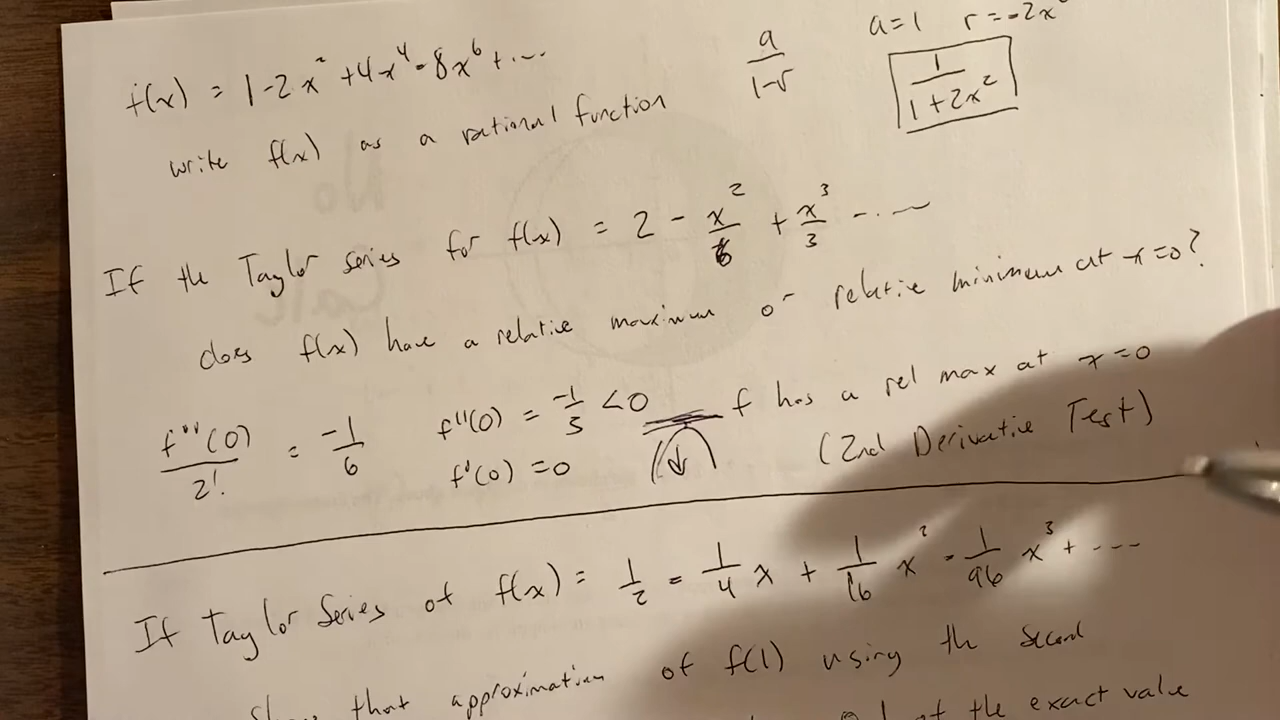 f(x) = 1 - 2x² + 4x⁴ - 8x⁶ + ...
a/(1-r)
a=1 r=-2x²
1/(1+2x²)
write f(x) as a rational function
If the Taylor series for f(x) = 2 - x²/6 + x³/3 - ...
does f(x) have a relative maximum or relative minimum at x=0?
f''(0)/2! = -1/6
f''(0) = -1/3 < 0
f'(0) = 0
f has a rel max at x=0
(2nd Derivative Test)
If Taylor Series of f(x) = 1/2 - 1/4 x + 1/16 x² - 1/96 x³ + ...
Show that approximation of f(1) using the second
of the exact value